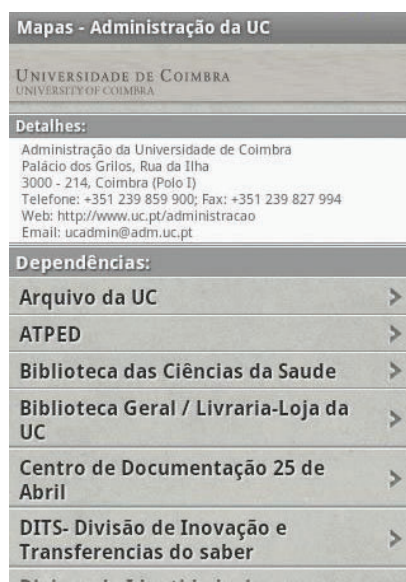 Mapas - Administração da UC
UNIVERSIDADE DE COIMBRA
UNIVERSITY OF COIMBRA
Detalhes:
Administração da Universidade de Coimbra
Palácio dos Grilos, Rua da Ilha
3000 - 214, Coimbra (Polo I)
Telefone: +351 239 859 900; Fax: +351 239 827 994
Web: http://www.uc.pt/administracao
Email: ucadmin@adm.uc.pt
Dependências:
Arquivo da UC
ATPED
Biblioteca das Ciências da Saude
Biblioteca Geral / Livraria-Loja da
UC
Centro de Documentação 25 de
Abril
DITS- Divisão de Inovação e
Transferencias do saber